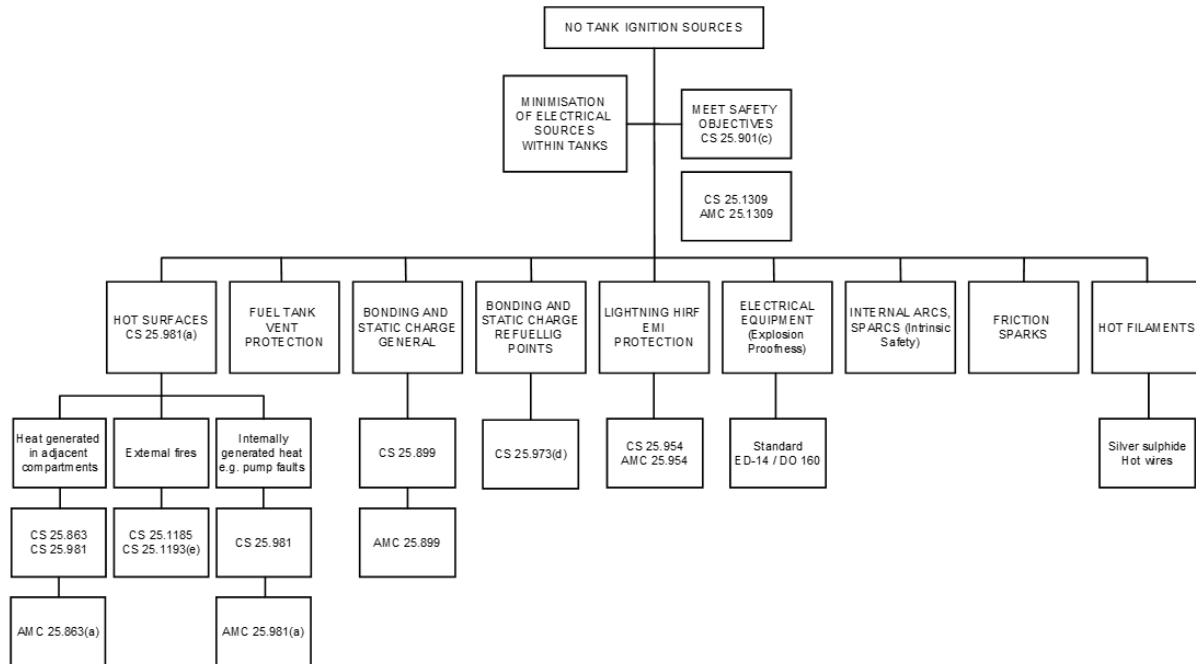 NO TANK IGNITION SOURCES
MINIMISATION
OF ELECTRICAL
SOURCES
WITHIN TANKS
MEET SAFETY
OBJECTIVES
CS 25.901(c)
CS 25.1309
AMC 25.1309
HOT SURFACES
CS 25.981(a)
FUEL TANK
VENT
PROTECTION
BONDING AND
STATIC CHARGE
GENERAL
BONDING AND
STATIC CHARGE
REFUELLIG
POINTS
LIGHTNING HIRF
EMI
PROTECTION
ELECTRICAL
EQUIPMENT
(Explosion
Proofness)
INTERNAL ARCS,
SPARCS (Intrinsic
Safety)
FRICTION
SPARKS
HOT FILAMENTS
Heat generated
in adjacent
compartments
External fires
Internally
generated heat
e.g. pump faults
CS 25.899
CS 25.973(d)
CS 25.954
AMC 25.954
Standard
ED-14 / DO 160
Silver sulphide
Hot wires
CS 25.863
CS 25.981
CS 25.1185
CS 25.1193(e)
CS 25.981
AMC 25.899
AMC 25.863(a)
AMC 25.981(a)